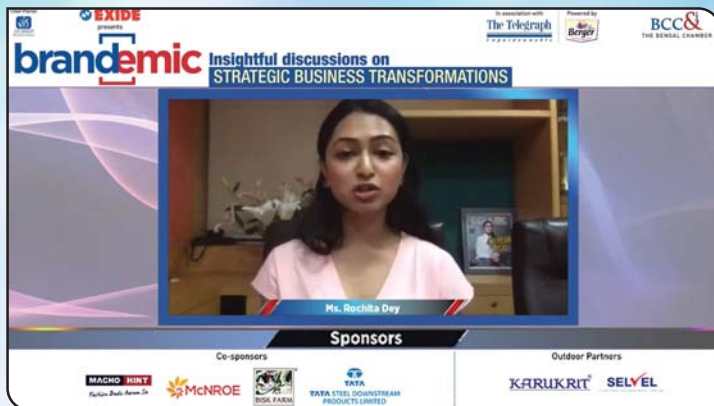 EXIDE
presents
brandemic
Insightful discussions on
STRATEGIC BUSINESS TRANSFORMATIONS
In association with
The Telegraph
Powered by
Berger
BCC&I
THE BENGAL CHAMBER
Ms. Rochita Dey
Sponsors
Co-sponsors
MACHO HINT
McNROE
BISK FARM
TATA
TATA STEEL DOWNSTREAM
PRODUCTS LIMITED
Outdoor Partners
KARUKRIT
SELVEL